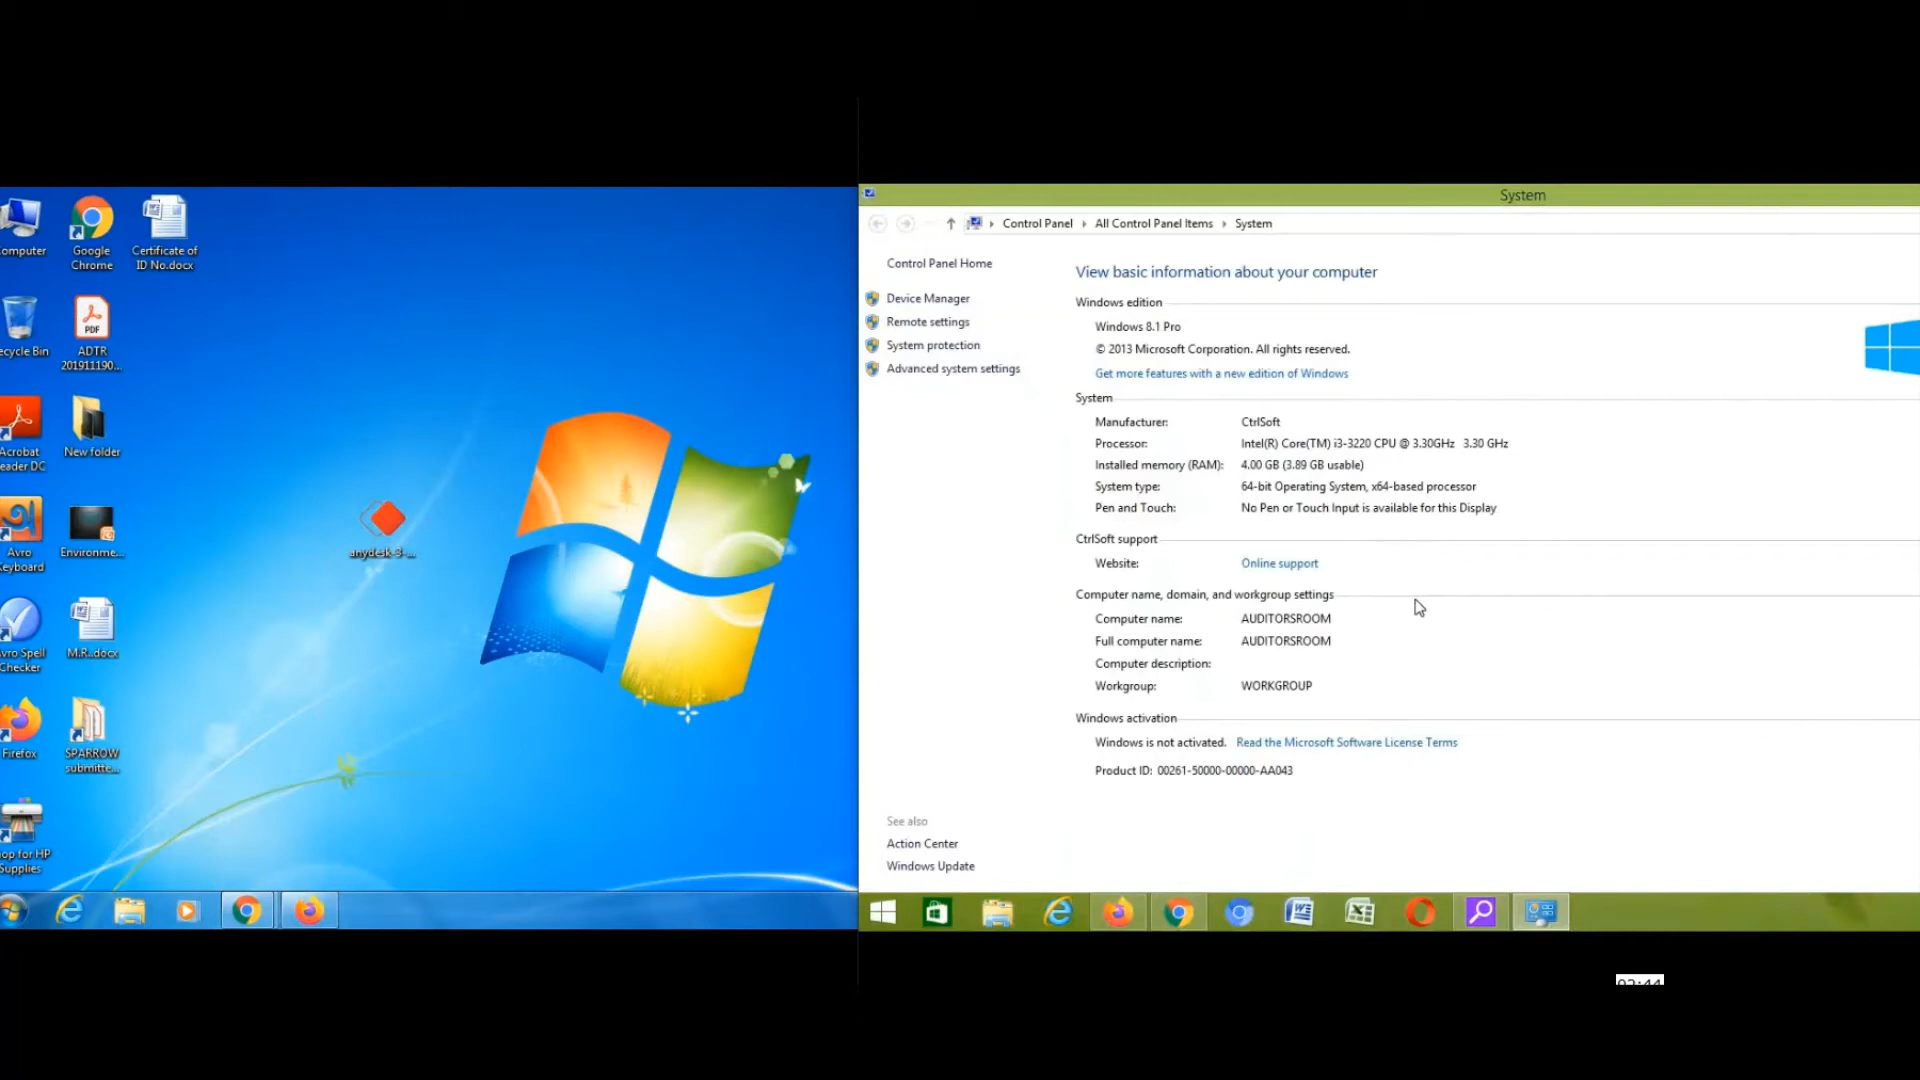 Computer
Google
Chrome
Certificate of
ID No.docx
ecycle Bin
PDF
ADTR
201911190...
Acrobat
eader DC
New folder
Avro
Keyboard
Environme...
anydesk-3-...
vro Spell
Checker
M.R..docx
Firefox
SPARROW
submitte...
op for HP
Supplies
System
Control Panel
All Control Panel Items
System
Control Panel Home
Device Manager
Remote settings
System protection
Advanced system settings
View basic information about your computer
Windows edition
Windows 8.1 Pro
© 2013 Microsoft Corporation. All rights reserved.
Get more features with a new edition of Windows
System
Manufacturer: CtrlSoft
Processor: Intel(R) Core(TM) i3-3220 CPU @ 3.30GHz 3.30 GHz
Installed memory (RAM): 4.00 GB (3.89 GB usable)
System type: 64-bit Operating System, x64-based processor
Pen and Touch: No Pen or Touch Input is available for this Display
CtrlSoft support
Website: Online support
Computer name, domain, and workgroup settings
Computer name: AUDITORSROOM
Full computer name: AUDITORSROOM
Computer description:
Workgroup: WORKGROUP
Windows activation
Windows is not activated. Read the Microsoft Software License Terms
Product ID: 00261-50000-00000-AA043
See also
Action Center
Windows Update